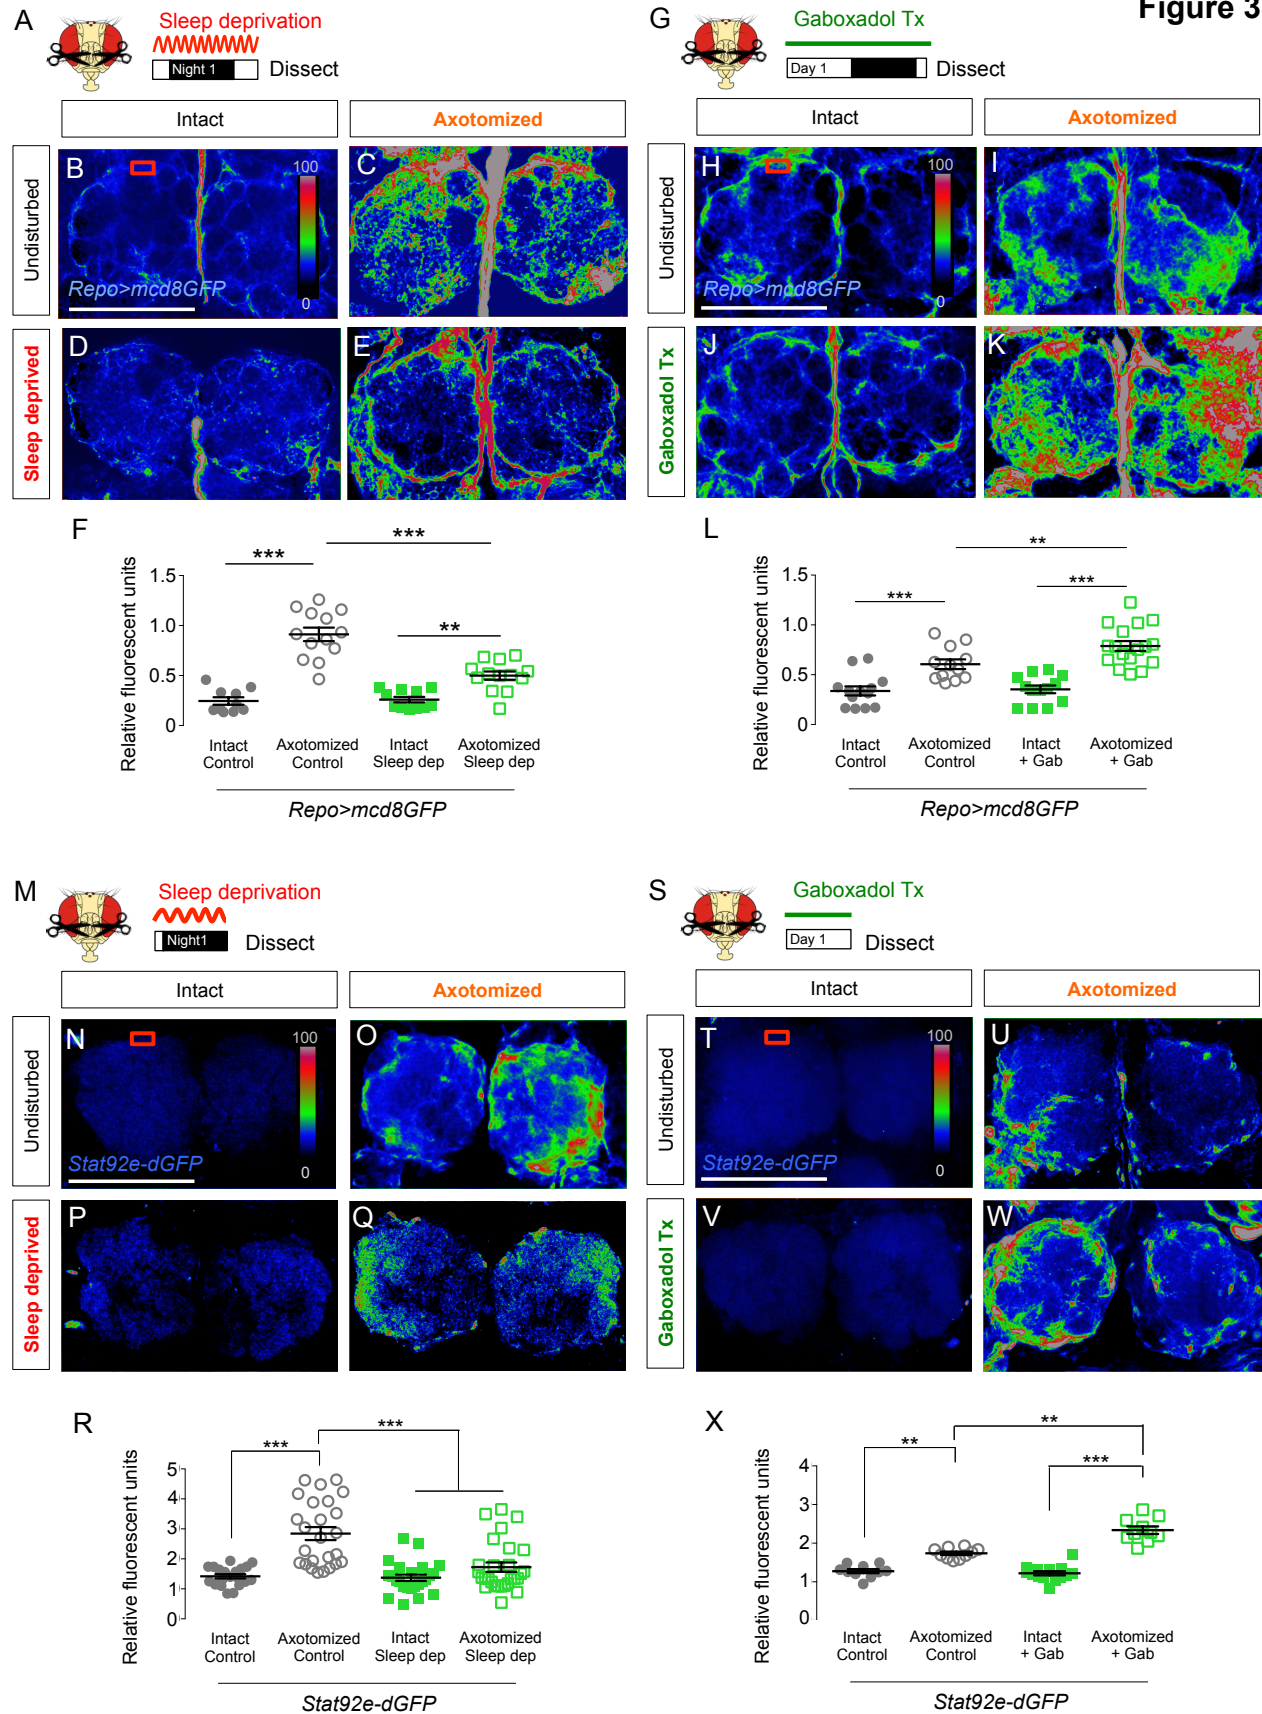 Figure 3
A
Sleep deprivation
Night 1
Dissect
Intact
Axotomized
Undisturbed
B
100
0
Repo>mcd8GFP
C
Sleep deprived
D
E
F
***
***
**
Relative fluorescent units
1.5
1.0
0.5
0
Intact Control
Axotomized Control
Intact Sleep dep
Axotomized Sleep dep
Repo>mcd8GFP
G
Gaboxadol Tx
Day 1
Dissect
Intact
Axotomized
Undisturbed
H
100
0
Repo>mcd8GFP
I
Gaboxadol Tx
J
K
L
**
***
***
Relative fluorescent units
1.5
1.0
0.5
0
Intact Control
Axotomized Control
Intact + Gab
Axotomized + Gab
Repo>mcd8GFP
M
Sleep deprivation
Night1
Dissect
Intact
Axotomized
Undisturbed
N
100
0
Stat92e-dGFP
O
Sleep deprived
P
Q
R
***
***
Relative fluorescent units
5
4
3
2
1
0
Intact Control
Axotomized Control
Intact Sleep dep
Axotomized Sleep dep
Stat92e-dGFP
S
Gaboxadol Tx
Day 1
Dissect
Intact
Axotomized
Undisturbed
T
100
0
Stat92e-dGFP
U
Gaboxadol Tx
V
W
X
**
**
***
Relative fluorescent units
4
3
2
1
0
Intact Control
Axotomized Control
Intact + Gab
Axotomized + Gab
Stat92e-dGFP